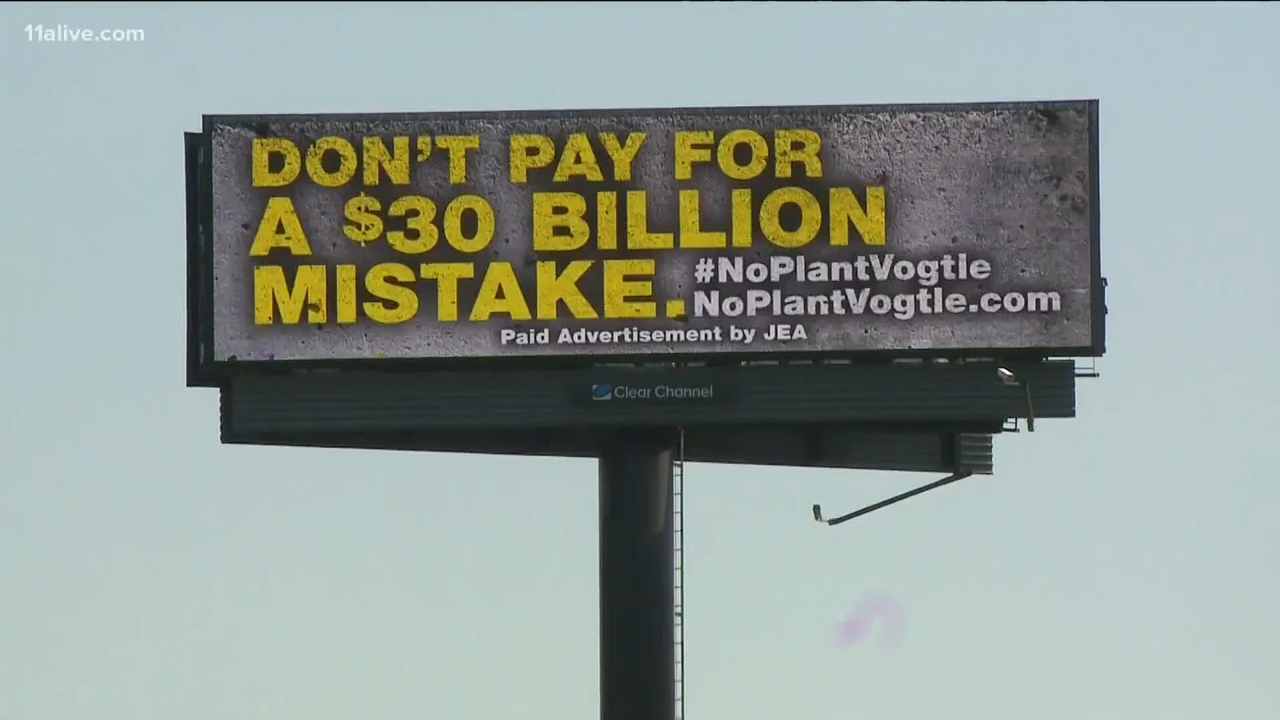 11alive.com
DON'T PAY FOR
A $30 BILLION
MISTAKE.
#NoPlantVogtle
NoPlantVogtle.com
Paid Advertisement by JEA
Clear Channel